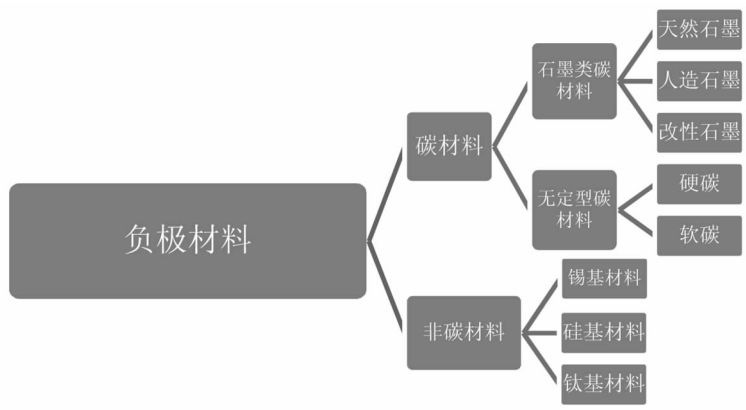 负极材料
碳材料
石墨类碳
材料
天然石墨
人造石墨
改性石墨
无定型碳
材料
硬碳
软碳
非碳材料
锡基材料
硅基材料
钛基材料